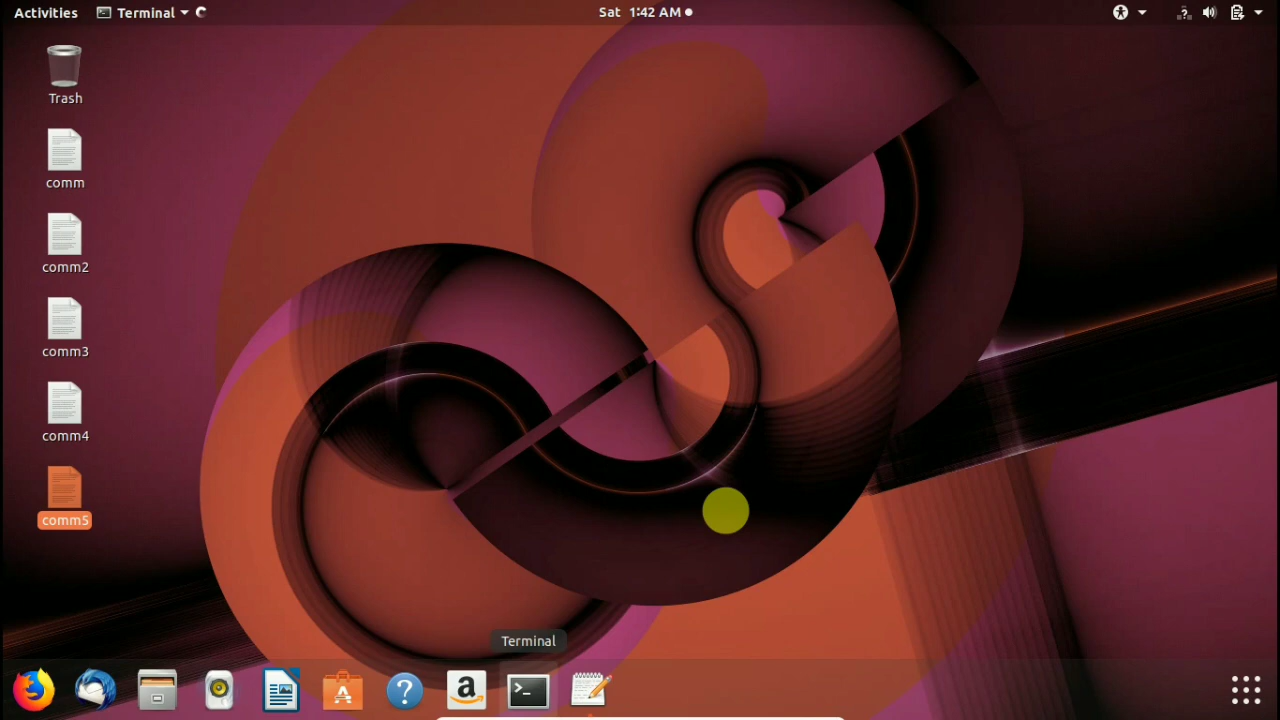 Activities
Terminal
Sat 1:42 AM
Trash
comm
comm2
comm3
comm4
comm5
Terminal